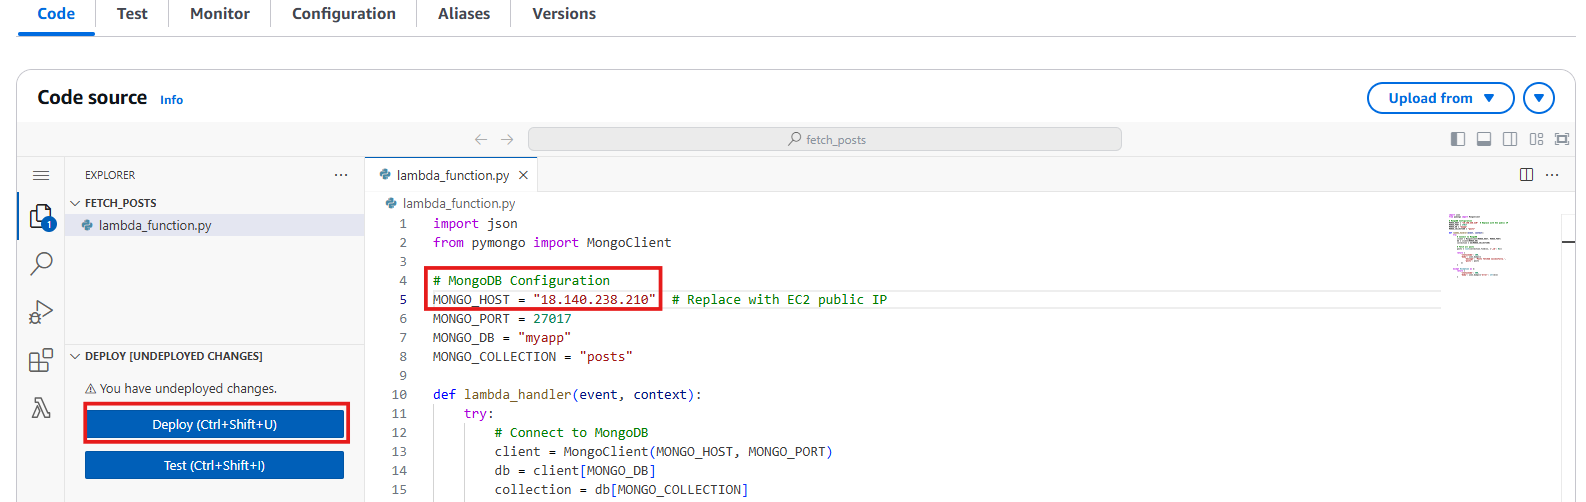 Code Test Monitor Configuration Aliases Versions
Code source Info
Upload from
fetch_posts
EXPLORER
lambda_function.py
FETCH_POSTS
lambda_function.py
1
lambda_function.py
1 import json
2 from pymongo import MongoClient
3
4 # MongoDB Configuration
5 MONGO_HOST = "18.140.238.210" # Replace with EC2 public IP
6 MONGO_PORT = 27017
7 MONGO_DB = "myapp"
8 MONGO_COLLECTION = "posts"
9
10 def lambda_handler(event, context):
11 try:
12 # Connect to MongoDB
13 client = MongoClient(MONGO_HOST, MONGO_PORT)
14 db = client[MONGO_DB]
15 collection = db[MONGO_COLLECTION]
DEPLOY [UNDEPLOYED CHANGES]
You have undeployed changes.
Deploy (Ctrl+Shift+U)
Test (Ctrl+Shift+I)